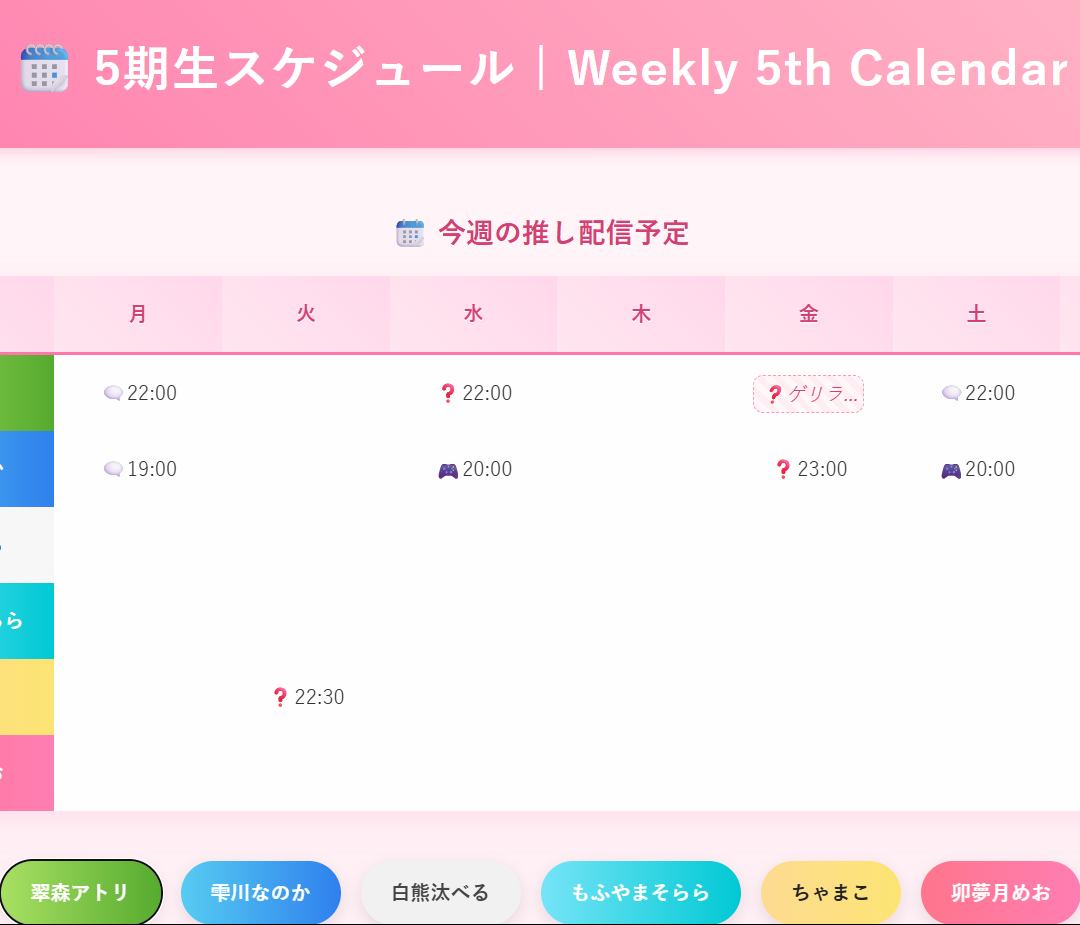 5期生スケジュール｜Weekly 5th Calendar
今週の推し配信予定
月 火 水 木 金 土
22:00 22:00 ゲリラ… 22:00
19:00 20:00 23:00 20:00
らら
22:30
翠森アトリ 雫川なのか 白熊汰べる もふやまそらら ちゃまこ 卯夢月めお